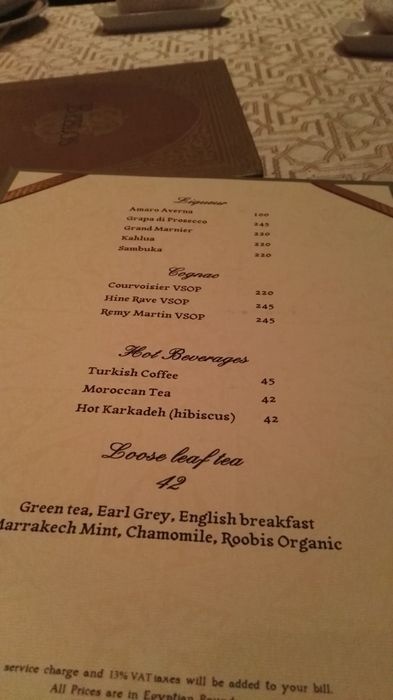 Liqueur
Amaro Averna 100
Grapa di Prosecco 245
Grand Marnier 220
Kahlua 220
Sambuka 220
Cognac
Courvoisier VSOP 220
Hine Rave VSOP 245
Remy Martin VSOP 245
Hot Beverages
Turkish Coffee 45
Moroccan Tea 42
Hot Karkadeh (hibiscus) 42
Loose leaf tea
42
Green tea, Earl Grey, English breakfast
Marrakech Mint, Chamomile, Roobis Organic
service charge and 13% VAT taxes will be added to your bill.
All Prices are in Egyptian